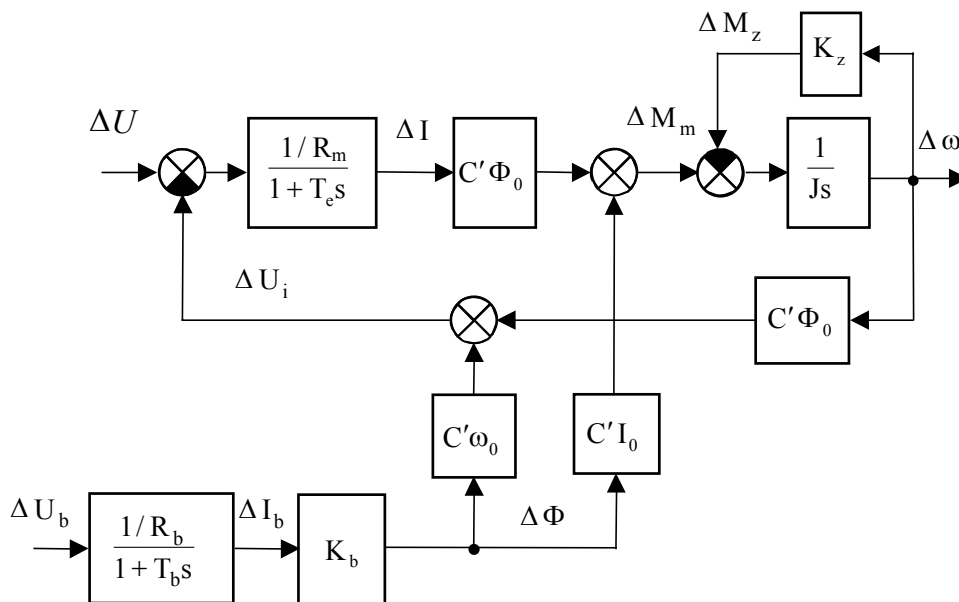 ΔM_z
K_z
ΔU
1/R_m
1+T_e s
ΔI
C′Φ_0
ΔM_m
1
Js
Δω
ΔU_i
C′Φ_0
C′ω_0
C′I_0
ΔU_b
1/R_b
1+T_b s
ΔI_b
K_b
ΔΦ